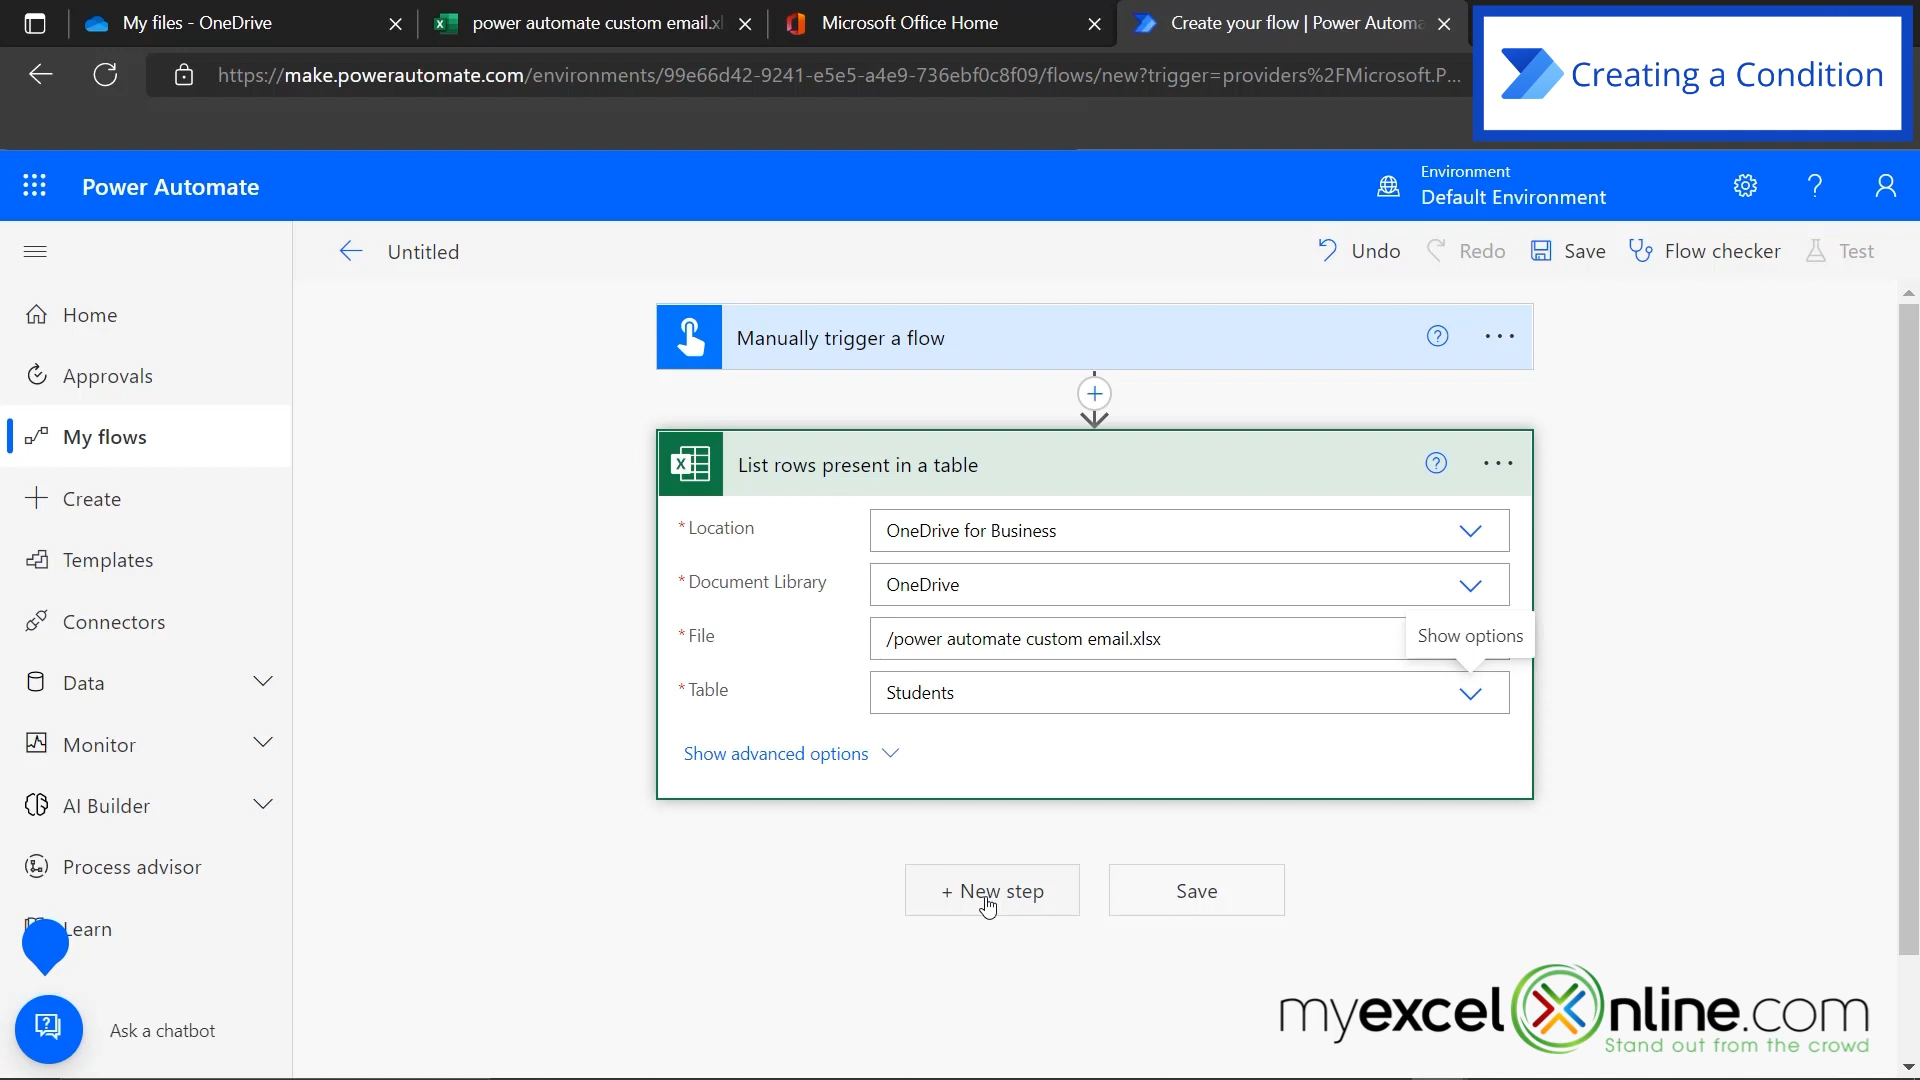 My files - OneDrive
power automate custom email.xl
Microsoft Office Home
Create your flow | Power Automa
https://make.powerautomate.com/environments/99e66d42-9241-e5e5-a4e9-736ebf0c8f09/flows/new?trigger=providers%2FMicrosoft.P...
Creating a Condition
Power Automate
Environment
Default Environment
Untitled
Undo
Redo
Save
Flow checker
Test
Home
Approvals
My flows
Create
Templates
Connectors
Data
Monitor
AI Builder
Process advisor
Learn
Ask a chatbot
Manually trigger a flow
List rows present in a table
* Location
OneDrive for Business
* Document Library
OneDrive
* File
/power automate custom email.xlsx
Show options
* Table
Students
Show advanced options
+ New step
Save
myexcelOnline.com
Stand out from the crowd